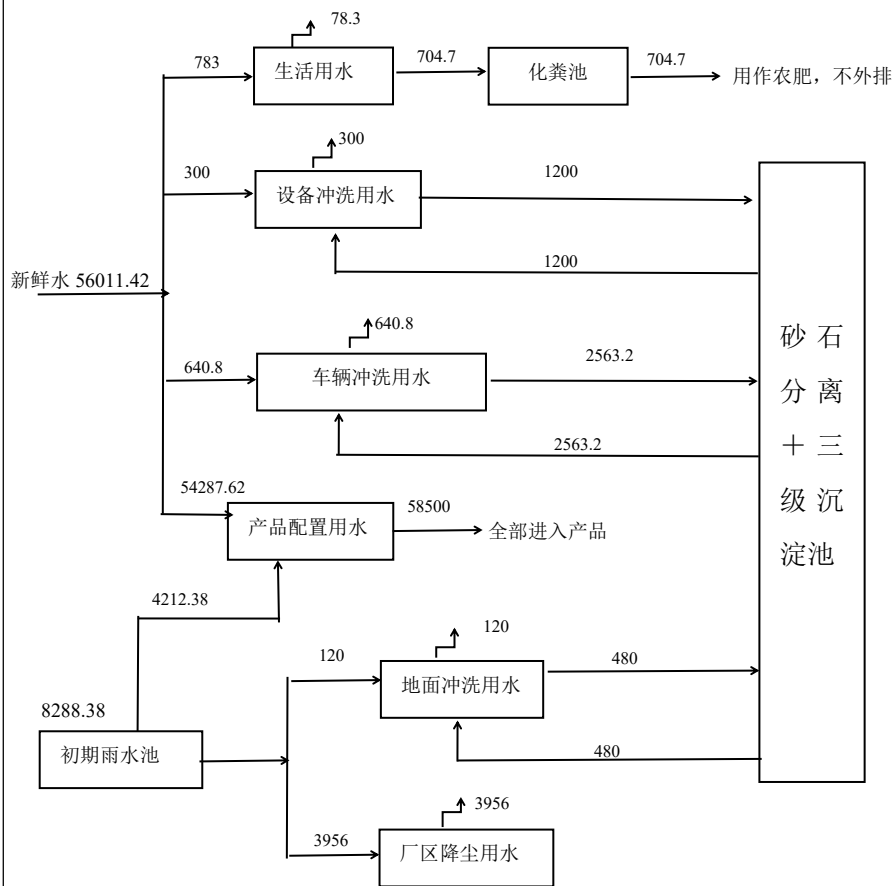 78.3
783
生活用水
704.7
化粪池
704.7
用作农肥，不外排
300
300
设备冲洗用水
1200
1200
新鲜水 56011.42
640.8
640.8
车辆冲洗用水
2563.2
2563.2
砂 石
分 离
＋ 三
级 沉
淀池
54287.62
产品配置用水
58500
全部进入产品
4212.38
120
120
地面冲洗用水
480
480
8288.38
初期雨水池
3956
3956
厂区降尘用水